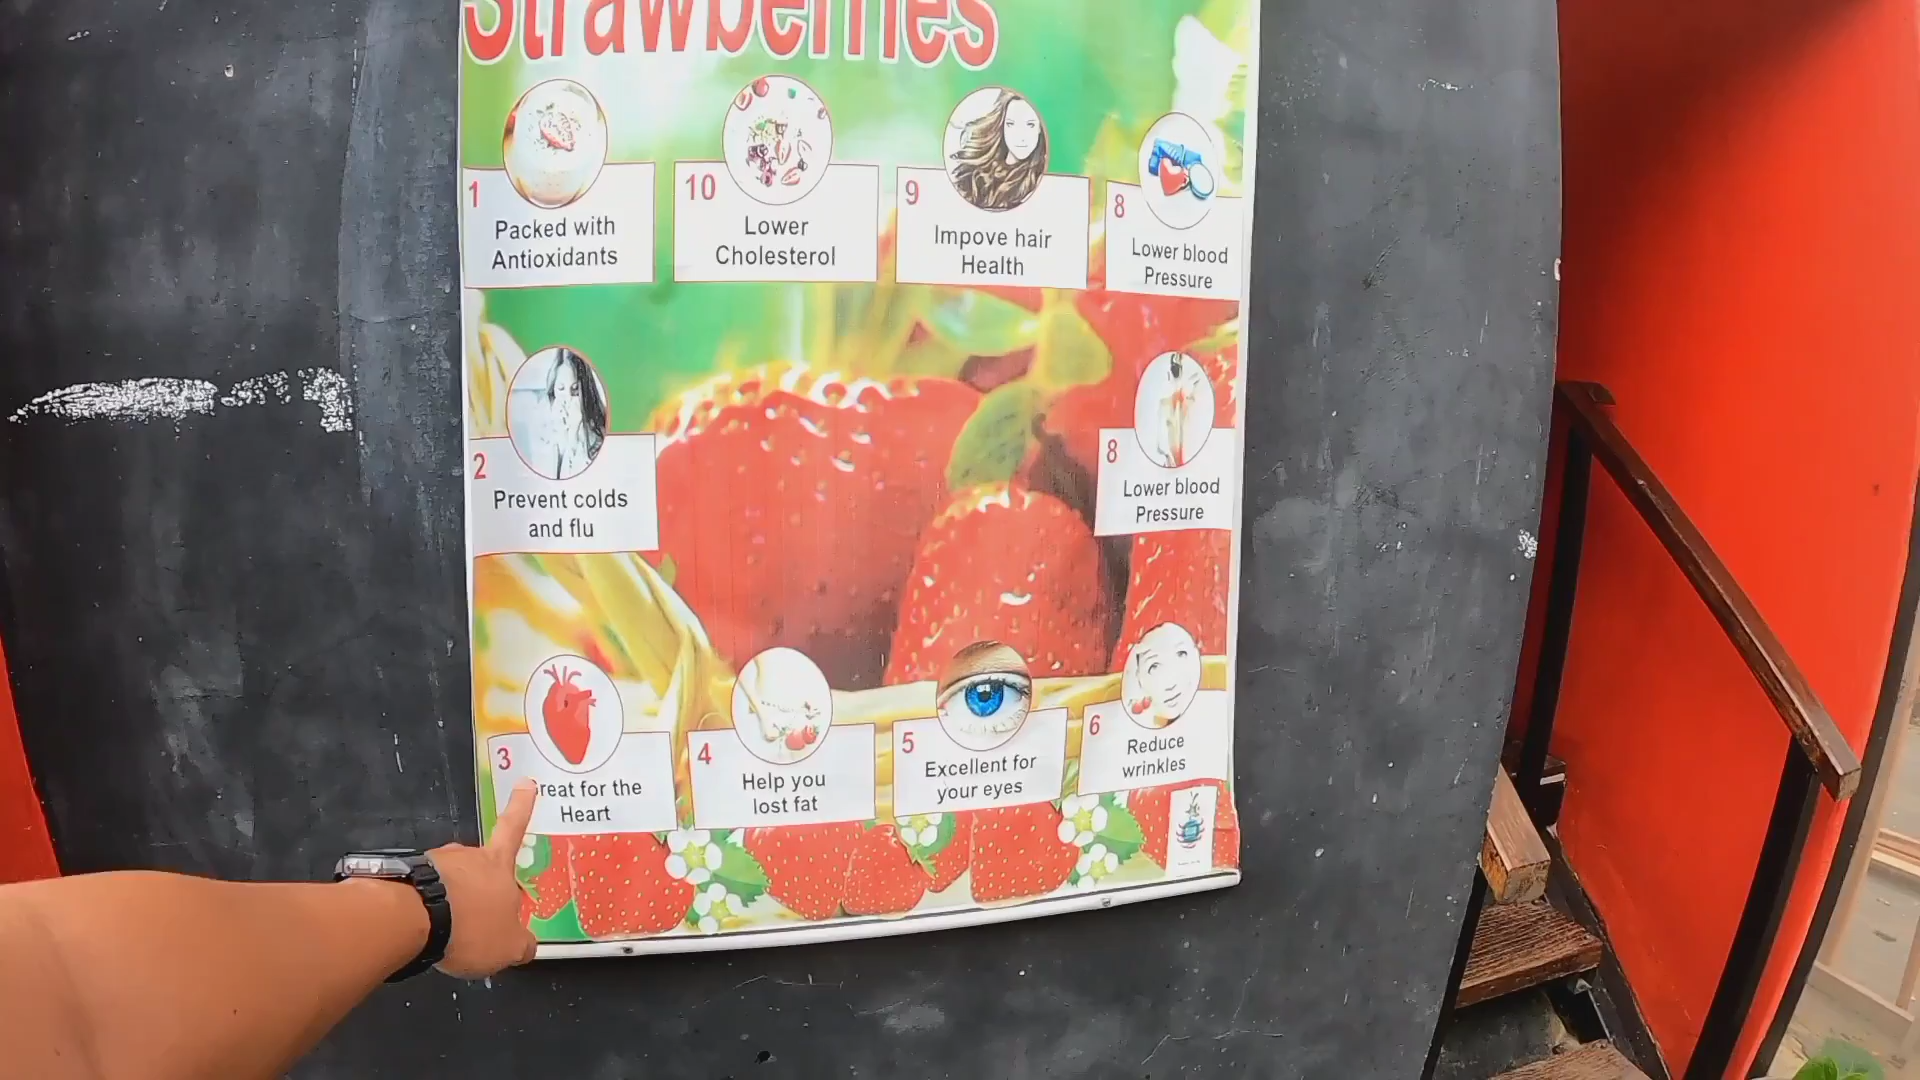 Strawberries
1
Packed with
Antioxidants
10
Lower
Cholesterol
9
Impove hair
Health
8
Lower blood
Pressure
2
Prevent colds
and flu
8
Lower blood
Pressure
3
Great for the
Heart
4
Help you
lost fat
5
Excellent for
your eyes
6
Reduce
wrinkles